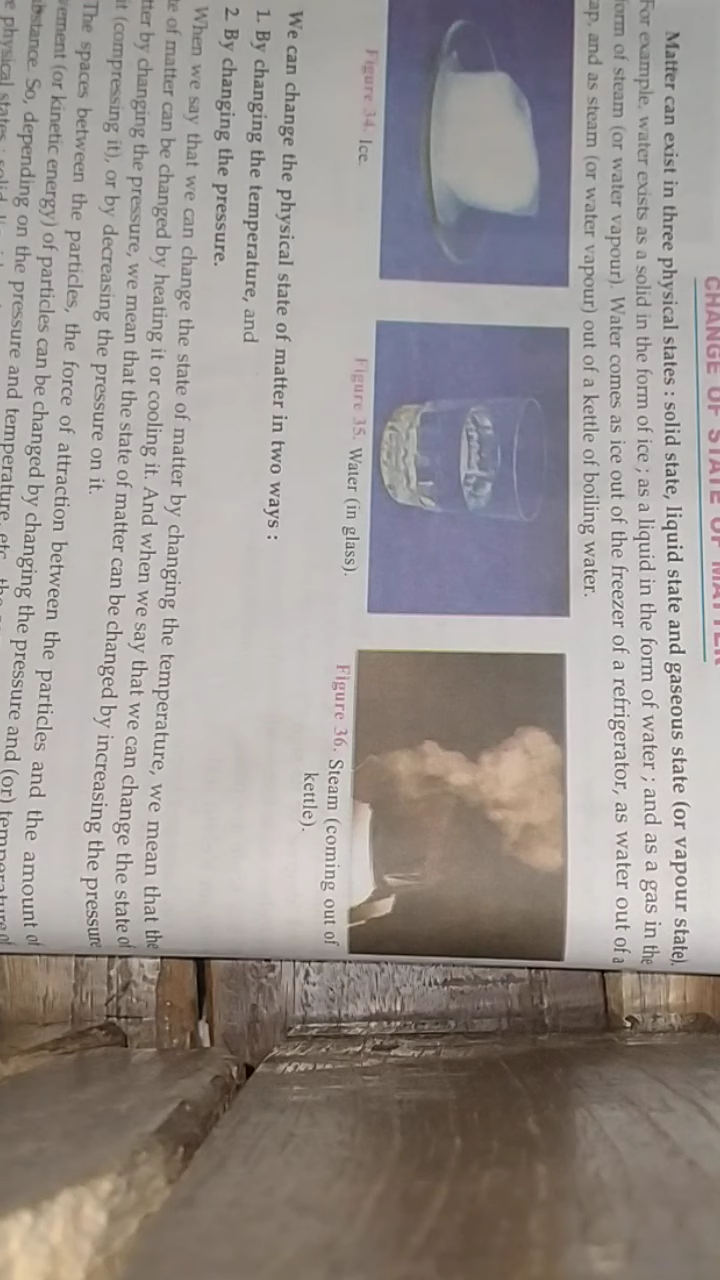 CHANGE OF STATE OF MATTER
Matter can exist in three physical states : solid state, liquid state and gaseous state (or vapour state).
For example, water exists as a solid in the form of ice ; as a liquid in the form of water ; and as a gas in the
form of steam (or water vapour). Water comes as ice out of the freezer of a refrigerator, as water out of a
ap, and as steam (or water vapour) out of a kettle of boiling water.
Figure 34. Ice.
Figure 35. Water (in glass).
Figure 36. Steam (coming out of
kettle).
We can change the physical state of matter in two ways :
1. By changing the temperature, and
2. By changing the pressure.
When we say that we can change the state of matter by changing the temperature, we mean that the
te of matter can be changed by heating it or cooling it. And when we say that we can change the state of
tter by changing the pressure, we mean that the state of matter can be changed by increasing the pressure
it (compressing it), or by decreasing the pressure on it.
The spaces between the particles, the force of attraction between the particles and the amount of
vement (or kinetic energy) of particles can be changed by changing the pressure and (or) temperature of
bstance. So, depending on the pressure and temperature, etc.,
physical states : solid